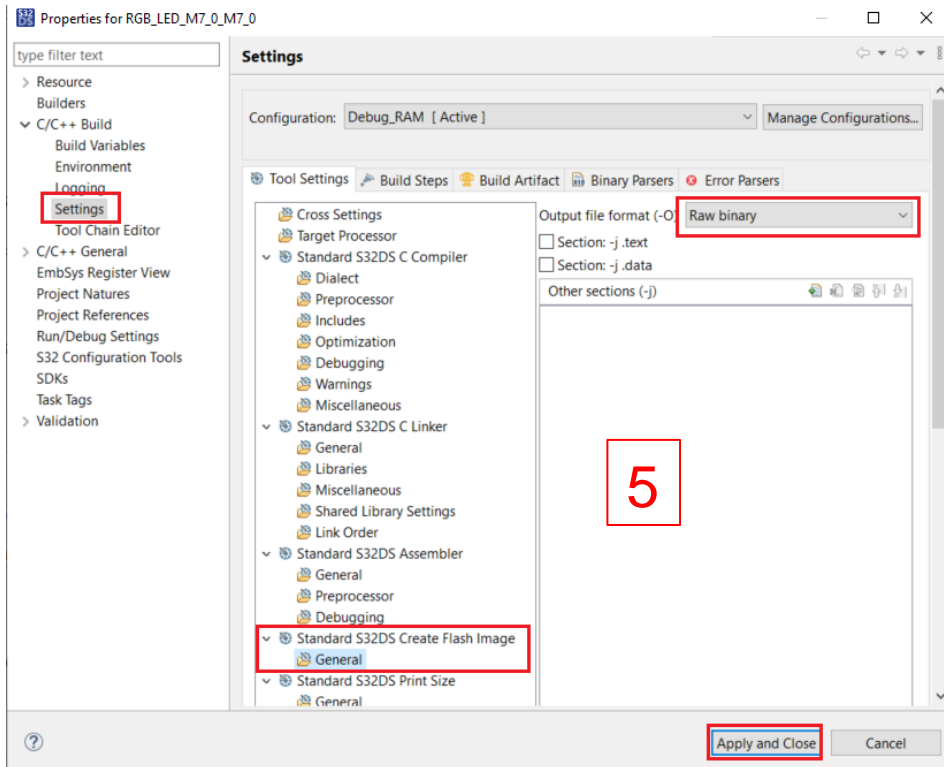 S32DS Properties for RGB_LED_M7_0_M7_0
type filter text
Resource
Builders
C/C++ Build
Build Variables
Environment
Logging
Settings
Tool Chain Editor
C/C++ General
EmbSys Register View
Project Natures
Project References
Run/Debug Settings
S32 Configuration Tools
SDKs
Task Tags
Validation
Settings
Configuration: Debug_RAM [ Active ] Manage Configurations...
Tool Settings Build Steps Build Artifact Binary Parsers Error Parsers
Cross Settings
Target Processor
Standard S32DS C Compiler
Dialect
Preprocessor
Includes
Optimization
Debugging
Warnings
Miscellaneous
Standard S32DS C Linker
General
Libraries
Miscellaneous
Shared Library Settings
Link Order
Standard S32DS Assembler
General
Preprocessor
Debugging
Standard S32DS Create Flash Image
General
Standard S32DS Print Size
General
Output file format (-O) Raw binary
Section: -j .text
Section: -j .data
Other sections (-j)
5
? Apply and Close Cancel